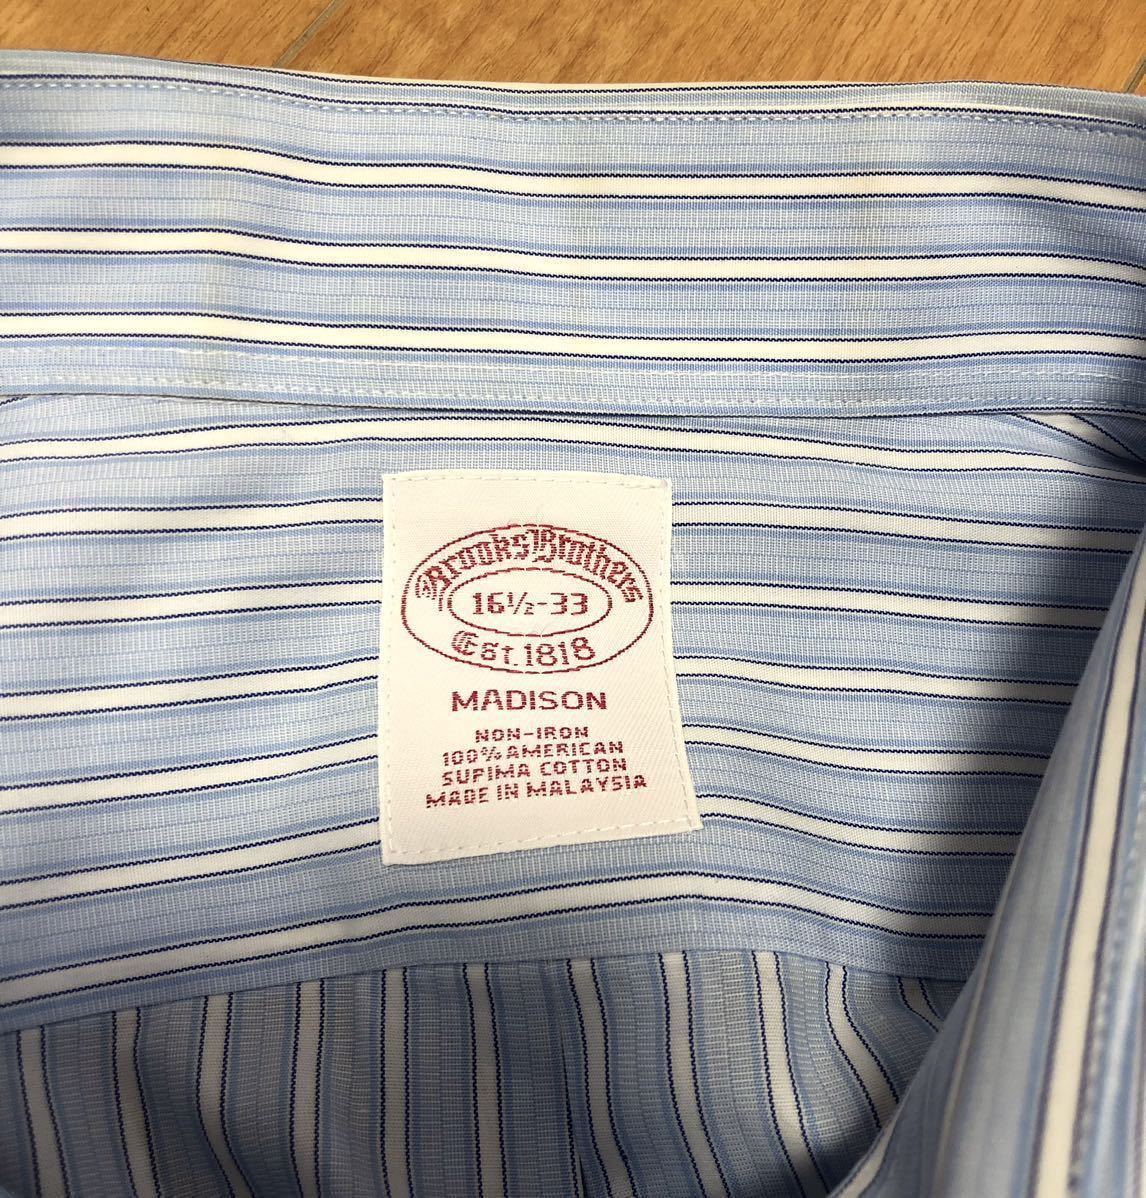 Brooks Brothers
16½-33
Est. 1818
MADISON
NON-IRON
100% AMERICAN
SUPIMA COTTON
MADE IN MALAYSIA